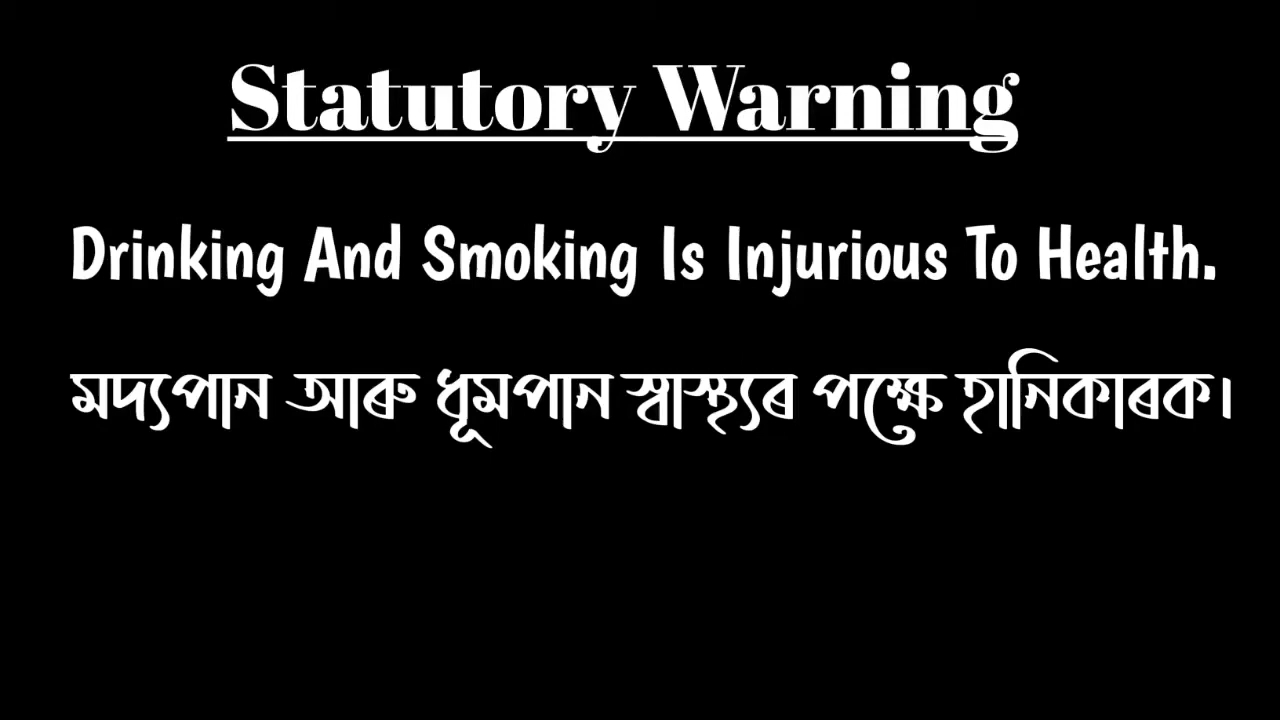 Statutory Warning
Drinking And Smoking Is Injurious To Health.
মদ্যপান আৰু ধূমপান স্বাস্থ্যৰ পক্ষে হানিকাৰক।